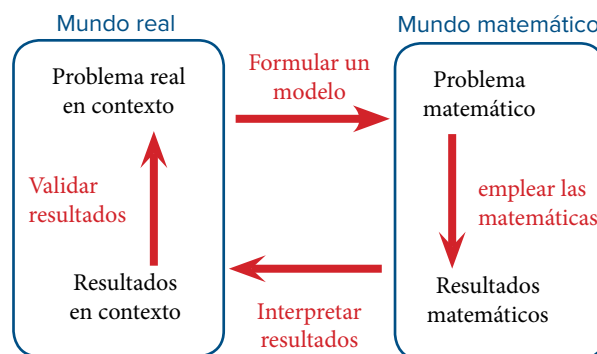 Mundo real
Mundo matemático
Problema real
en contexto
Formular un
modelo
Problema
matemático
Validar
resultados
emplear las
matemáticas
Resultados
en contexto
Interpretar
resultados
Resultados
matemáticos